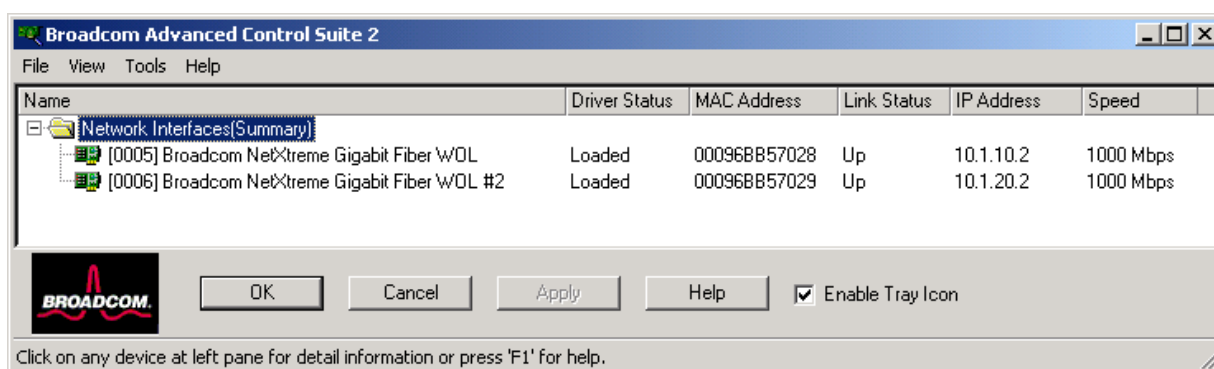 Broadcom Advanced Control Suite 2
File View Tools Help
Name Driver Status MAC Address Link Status IP Address Speed
Network Interfaces(Summary)
[0005] Broadcom NetXtreme Gigabit Fiber WOL Loaded 00096BB57028 Up 10.1.10.2 1000 Mbps
[0006] Broadcom NetXtreme Gigabit Fiber WOL #2 Loaded 00096BB57029 Up 10.1.20.2 1000 Mbps
BROADCOM. OK Cancel Apply Help Enable Tray Icon
Click on any device at left pane for detail information or press 'F1' for help.